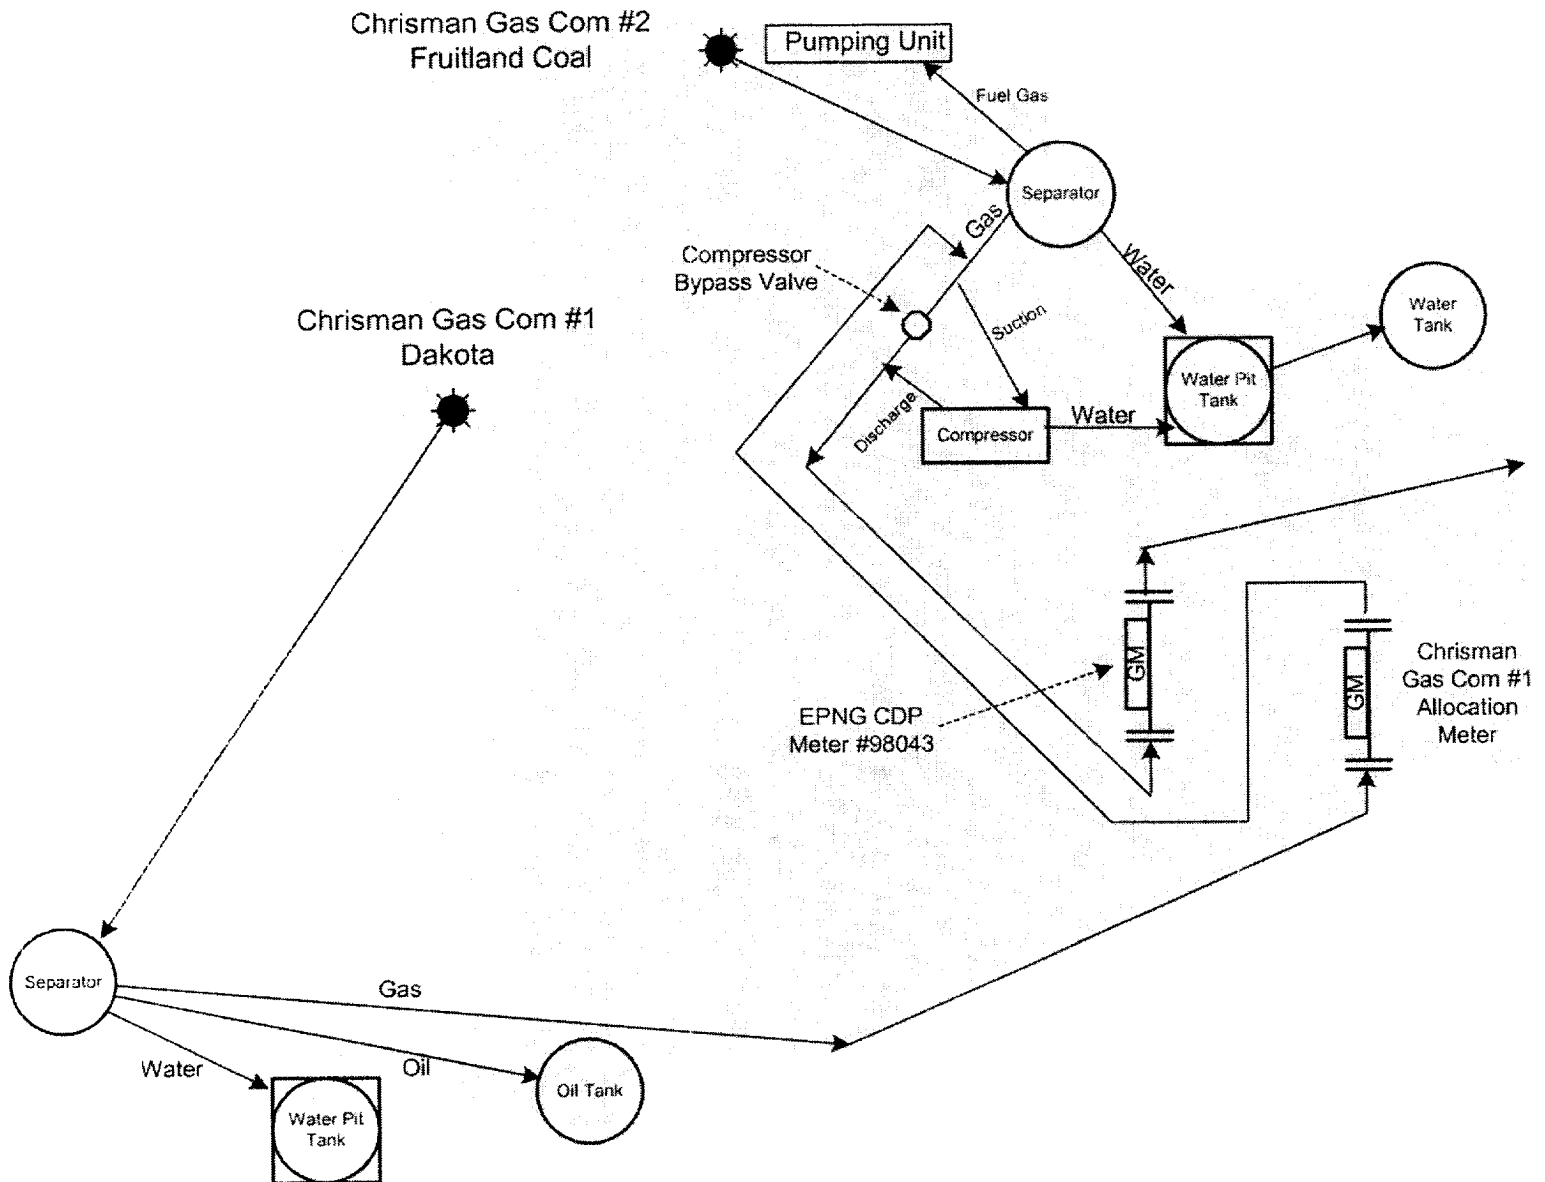 Chrisman Gas Com #2
Fruitland Coal
Pumping Unit
Fuel Gas
Separator
Gas
Water
Compressor
Bypass Valve
Suction
Water
Tank
Chrisman Gas Com #1
Dakota
Water Pit
Tank
Discharge
Compressor
Water
GM
GM
Chrisman
Gas Com #1
Allocation
Meter
EPNG CDP
Meter #98043
Separator
Gas
Water
Oil
Oil Tank
Water Pit
Tank